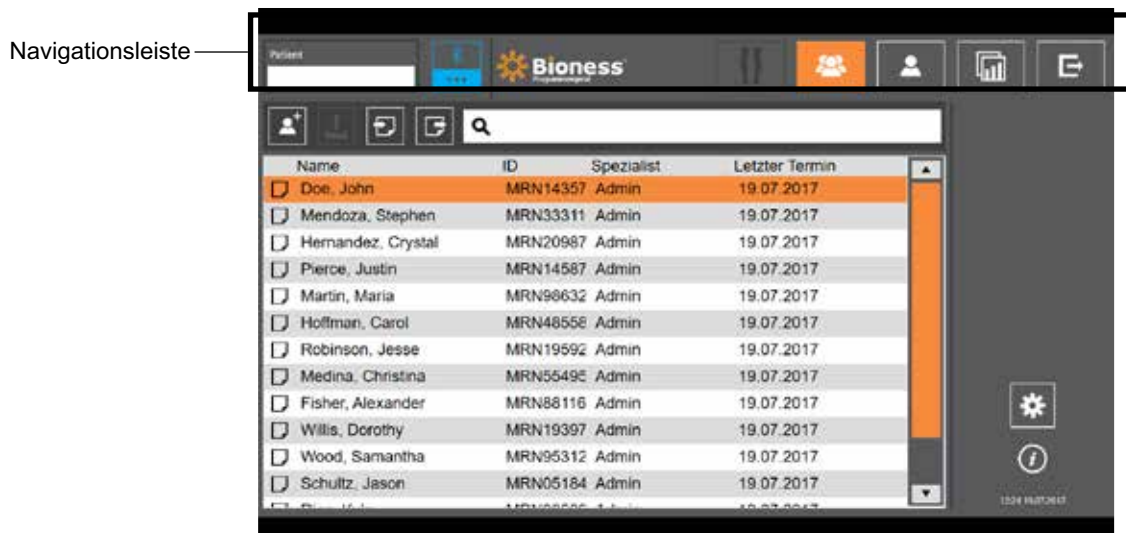 Navigationsleiste
Patient
Bioness
Name ID Spezialist Letzter Termin
Doe, John MRN14357 Admin 19.07.2017
Mendoza, Stephen MRN33311 Admin 19.07.2017
Hernandez, Crystal MRN20987 Admin 19.07.2017
Pierce, Justin MRN14587 Admin 19.07.2017
Martin, Maria MRN98632 Admin 19.07.2017
Hoffman, Carol MRN48558 Admin 19.07.2017
Robinson, Jesse MRN19592 Admin 19.07.2017
Medina, Christina MRN55495 Admin 19.07.2017
Fisher, Alexander MRN88116 Admin 19.07.2017
Willis, Dorothy MRN19397 Admin 19.07.2017
Wood, Samantha MRN95312 Admin 19.07.2017
Schultz, Jason MRN05184 Admin 19.07.2017